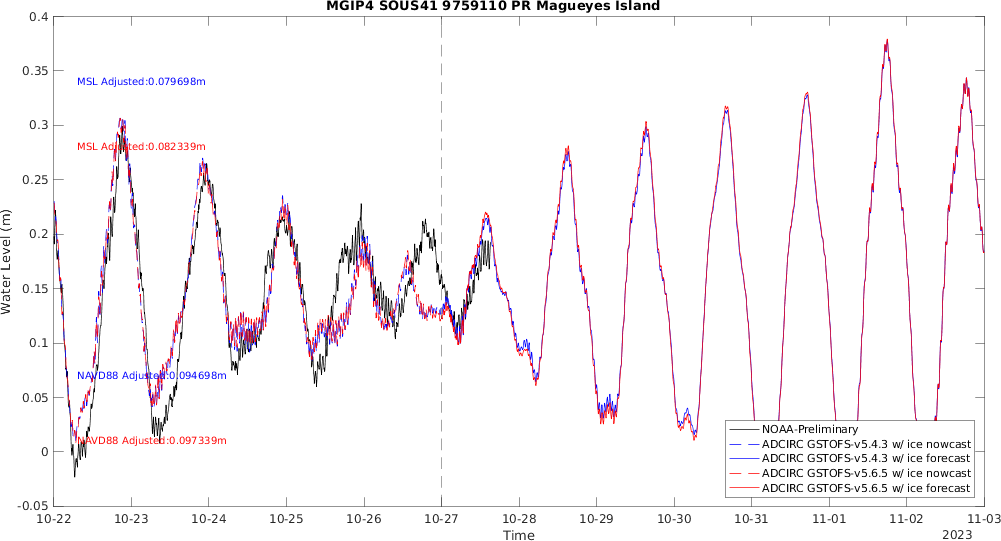 MGIP4 SOUS41 9759110 PR Magueyes Island
0.4
0.35
0.3
0.25
0.2
0.15
0.1
0.05
0
-0.05
Water Level (m)
MSL Adjusted:0.079698m
MSL Adjusted:0.082339m
NAVD88 Adjusted:0.094698m
NAVD88 Adjusted:0.097339m
NOAA-Preliminary
ADCIRC GSTOFS-v5.4.3 w/ ice nowcast
ADCIRC GSTOFS-v5.4.3 w/ ice forecast
ADCIRC GSTOFS-v5.6.5 w/ ice nowcast
ADCIRC GSTOFS-v5.6.5 w/ ice forecast
10-22 10-23 10-24 10-25 10-26 10-27 10-28 10-29 10-30 10-31 11-01 11-02 11-03
Time
2023